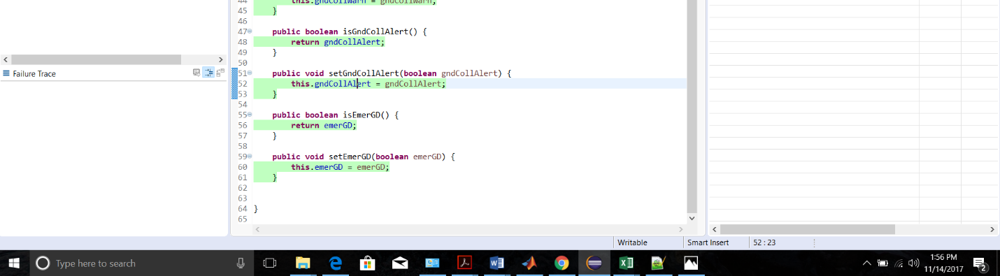 44 this.gndCollWarn = gndCollWarn;
45 }
46
47 public boolean isGndCollAlert() {
48 return gndCollAlert;
49 }
50
Failure Trace
51 public void setGndCollAlert(boolean gndCollAlert) {
52 this.gndCollAlert = gndCollAlert;
53 }
54
55 public boolean isEmerGD() {
56 return emerGD;
57 }
58
59 public void setEmerGD(boolean emerGD) {
60 this.emerGD = emerGD;
61 }
62
63
64 }
65
Writable Smart Insert 52 : 23
Type here to search
1:56 PM
11/14/2017
2